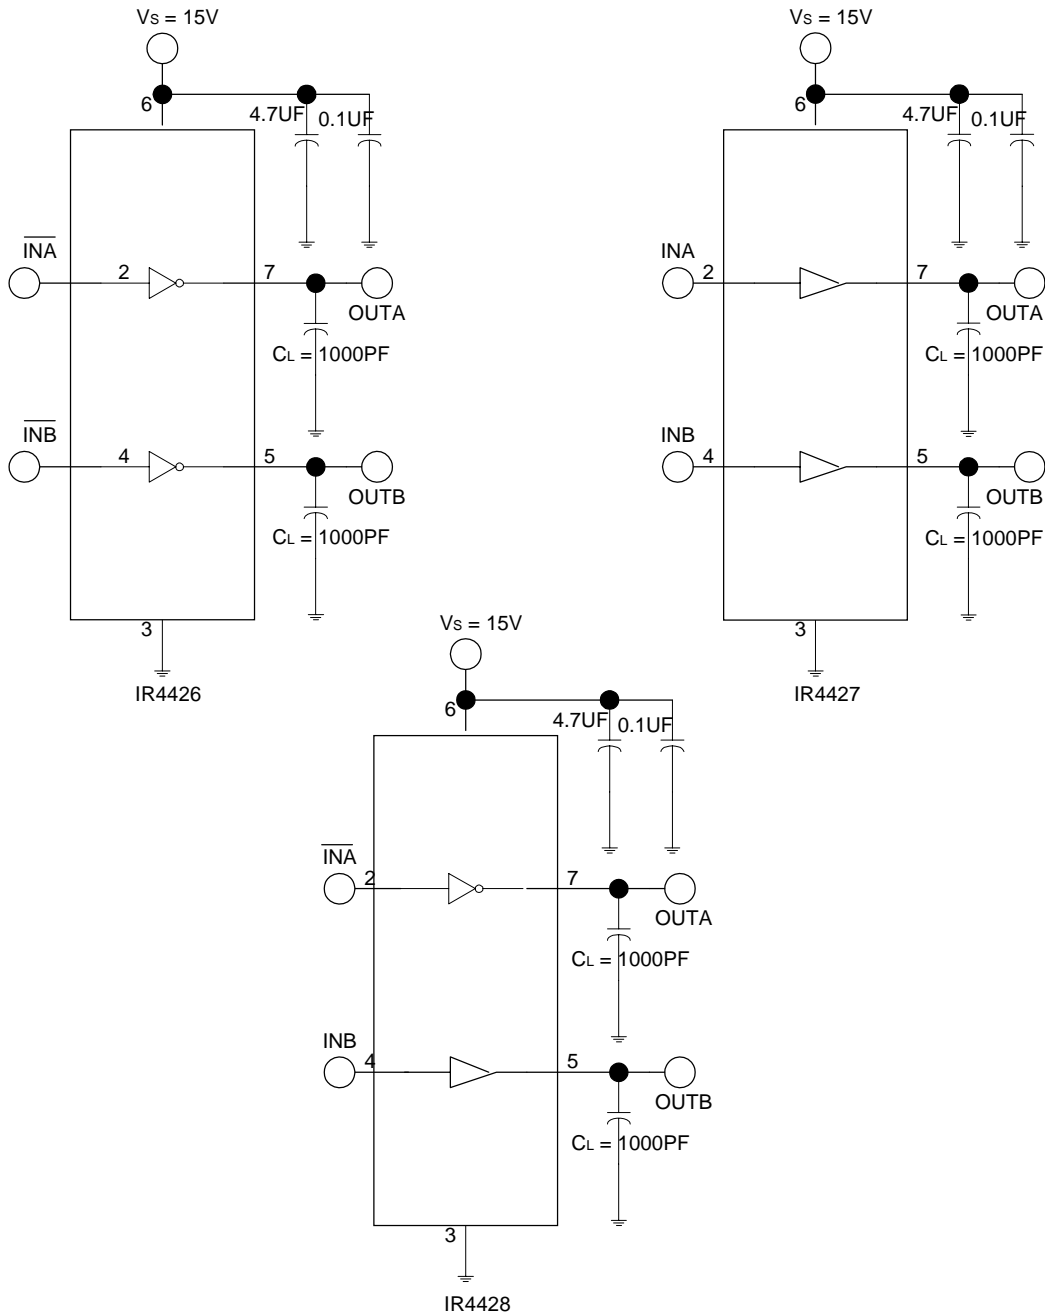 Vs = 15V
6
4.7UF
0.1UF
INA
2
7
OUTA
CL = 1000PF
INB
4
5
OUTB
CL = 1000PF
3
IR4426
Vs = 15V
6
4.7UF
0.1UF
INA
2
7
OUTA
CL = 1000PF
INB
4
5
OUTB
CL = 1000PF
3
IR4427
Vs = 15V
6
4.7UF
0.1UF
INA
2
7
OUTA
CL = 1000PF
INB
4
5
OUTB
CL = 1000PF
3
IR4428